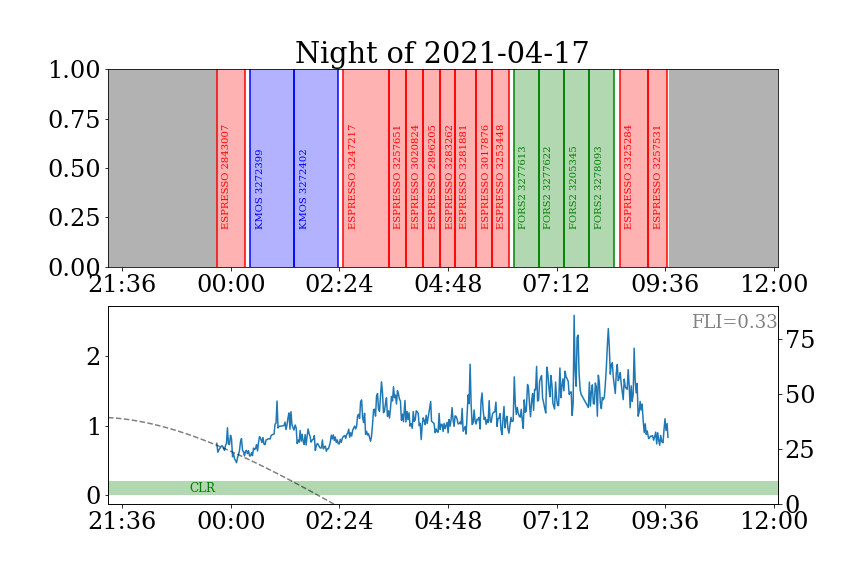 Night of 2021-04-17
1.00
0.75
0.50
0.25
0.00
ESPRESSO 2843007
KMOS 3272399
KMOS 3272402
ESPRESSO 3247217
ESPRESSO 3257651
ESPRESSO 3020824
ESPRESSO 2896205
ESPRESSO 3283262
ESPRESSO 3281881
ESPRESSO 3017876
ESPRESSO 3253448
FORS2 3277613
FORS2 3277622
FORS2 3205345
FORS2 3278093
ESPRESSO 3325284
ESPRESSO 3257531
21:36 00:00 02:24 04:48 07:12 09:36 12:00
FLI=0.33
2
1
0
75
50
25
0
CLR
21:36 00:00 02:24 04:48 07:12 09:36 12:00